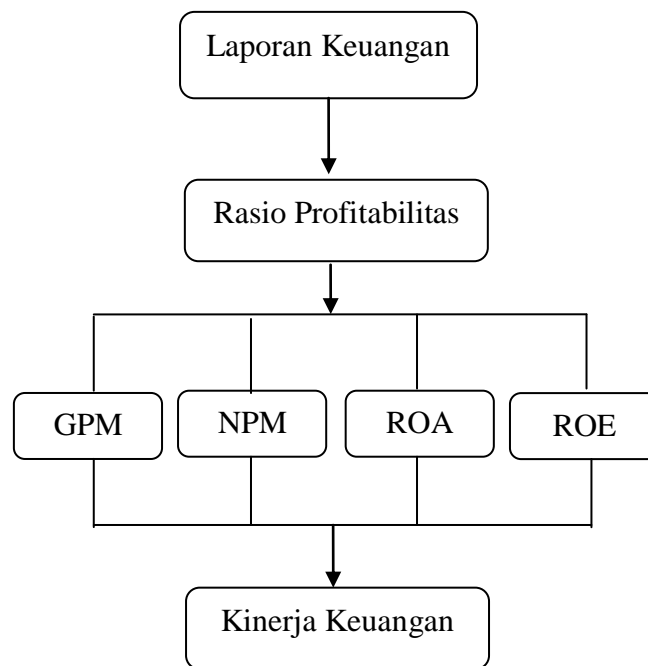 Laporan Keuangan
Rasio Profitabilitas
GPM
NPM
ROA
ROE
Kinerja Keuangan